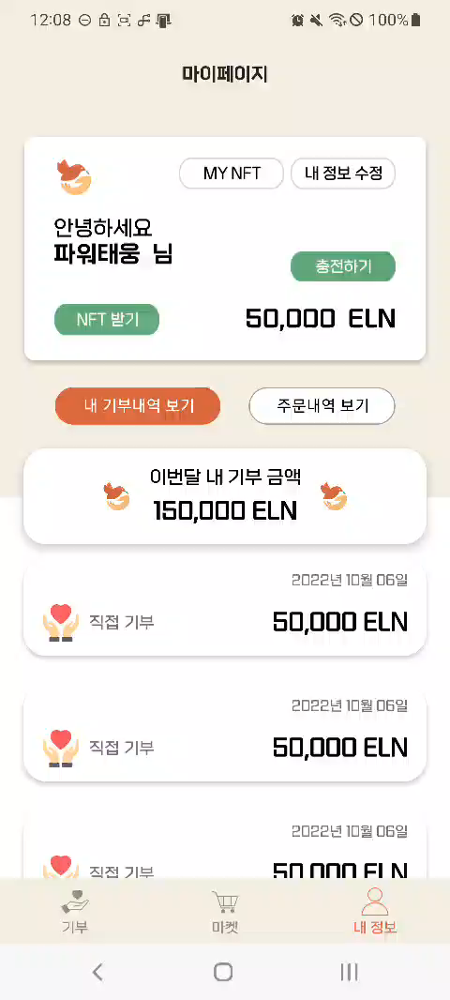 12:08 100%
마이페이지
MY NFT 내 정보 수정
안녕하세요
파워태웅 님
충전하기
NFT 받기 50,000 ELN
내 기부내역 보기 주문내역 보기
이번달 내 기부 금액
150,000 ELN
2022년 10월 06일
직접 기부 50,000 ELN
2022년 10월 06일
직접 기부 50,000 ELN
2022년 10월 06일
직접 기부 50,000 ELN
기부 마켓 내 정보